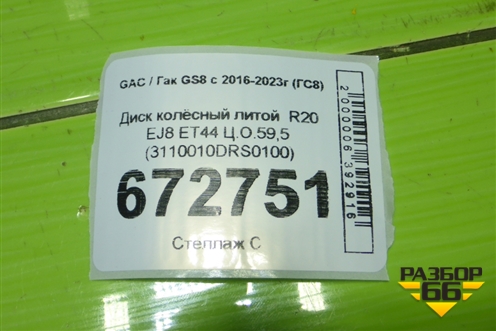 GAC / Гак GS8 с 2016-2023г (ГС8)
Диск колёсный литой R20
EJ8 ET44 Ц.О.59,5
(3110010DRS0100)
672751
Стеллаж С
2000006392916
РАЗБОР
66